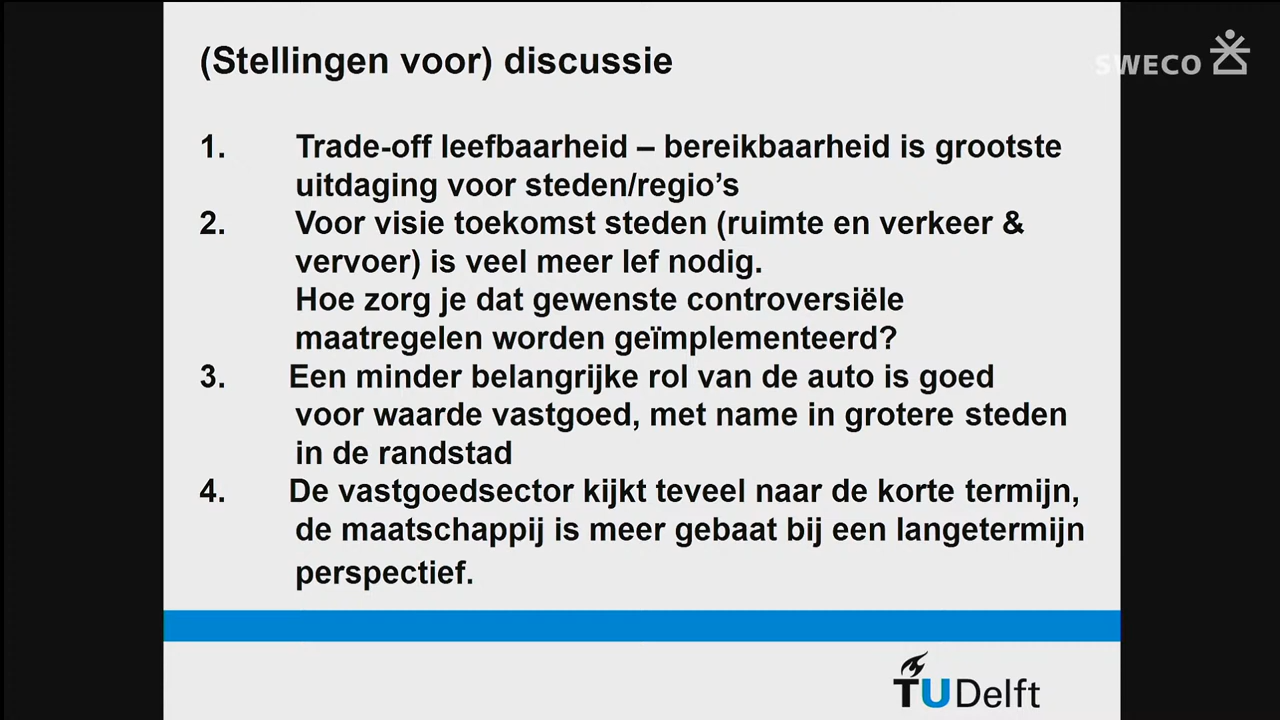 (Stellingen voor) discussie
SWECO
1. Trade-off leefbaarheid – bereikbaarheid is grootste
uitdaging voor steden/regio’s
2. Voor visie toekomst steden (ruimte en verkeer &
vervoer) is veel meer lef nodig.
Hoe zorg je dat gewenste controversiële
maatregelen worden geïmplementeerd?
3. Een minder belangrijke rol van de auto is goed
voor waarde vastgoed, met name in grotere steden
in de randstad
4. De vastgoedsector kijkt teveel naar de korte termijn,
de maatschappij is meer gebaat bij een langetermijn
perspectief.
TUDelft